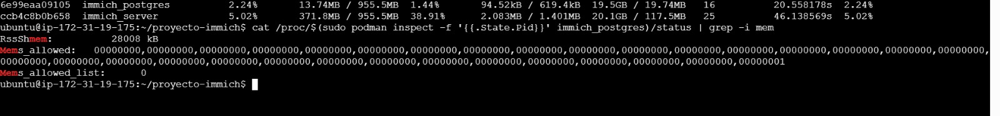 6e99eaa09105  immich_postgres          2.24%       13.74MB / 955.5MB  1.44%       94.52kB / 619.4kB  19.5GB / 19.74MB   16          20.558178s  2.24%
ccb4c8b0b658  immich_server            5.02%       371.8MB / 955.5MB  38.91%      2.083MB / 1.401MB  20.1GB / 117.5MB   25          46.138569s  5.02%
ubuntu@ip-172-31-19-175:~/proyecto-immich$ cat /proc/$(sudo podman inspect -f '{{.State.Pid}}' immich_postgres)/status | grep -i mem
RssShmem:          28008 kB
Mems_allowed:   00000000,00000000,00000000,00000000,00000000,00000000,00000000,00000000,00000000,00000000,00000000,00000000,00000000,00000000,00000000,00000000,00000000,
00000000,00000000,00000000,00000000,00000000,00000000,00000000,00000000,00000000,00000000,00000000,00000000,00000000,00000000,00000001
Mems_allowed_list:      0
ubuntu@ip-172-31-19-175:~/proyecto-immich$